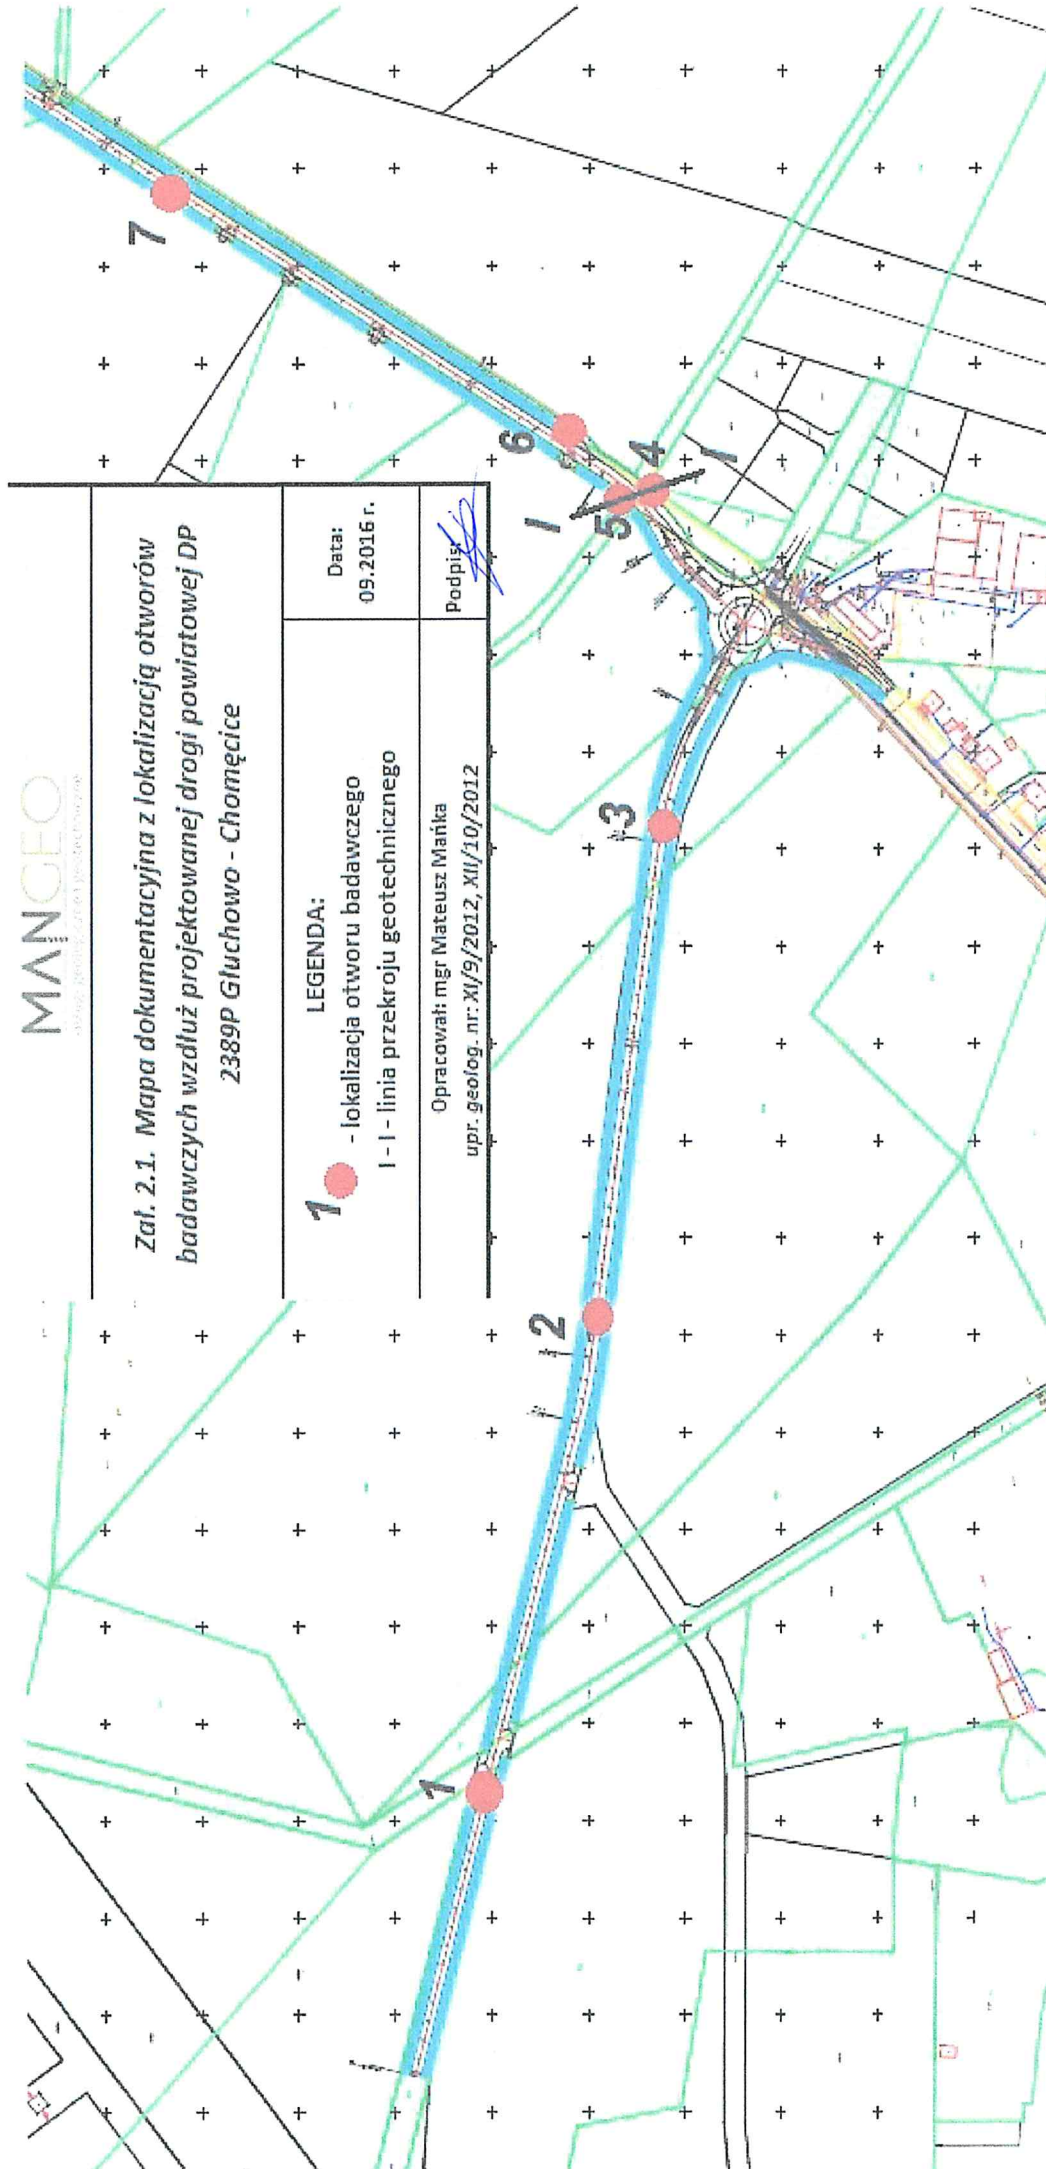 MANGEO
Zał. 2.1. Mapa dokumentacyjna z lokalizacją otworów
badawczych wzdłuż projektowanej drogi powiatowej DP
2389P Głuchowo - Chomęcice
LEGENDA:
1
- lokalizacja otworu badawczego
I - I - linia przekroju geotechnicznego
Data:
09.2016 r.
Opracował: mgr Mateusz Mańka
upr. geolog. nr: XI/9/2012, XII/10/2012
Podpis:
1
2
3
I
5
4
I
6
7